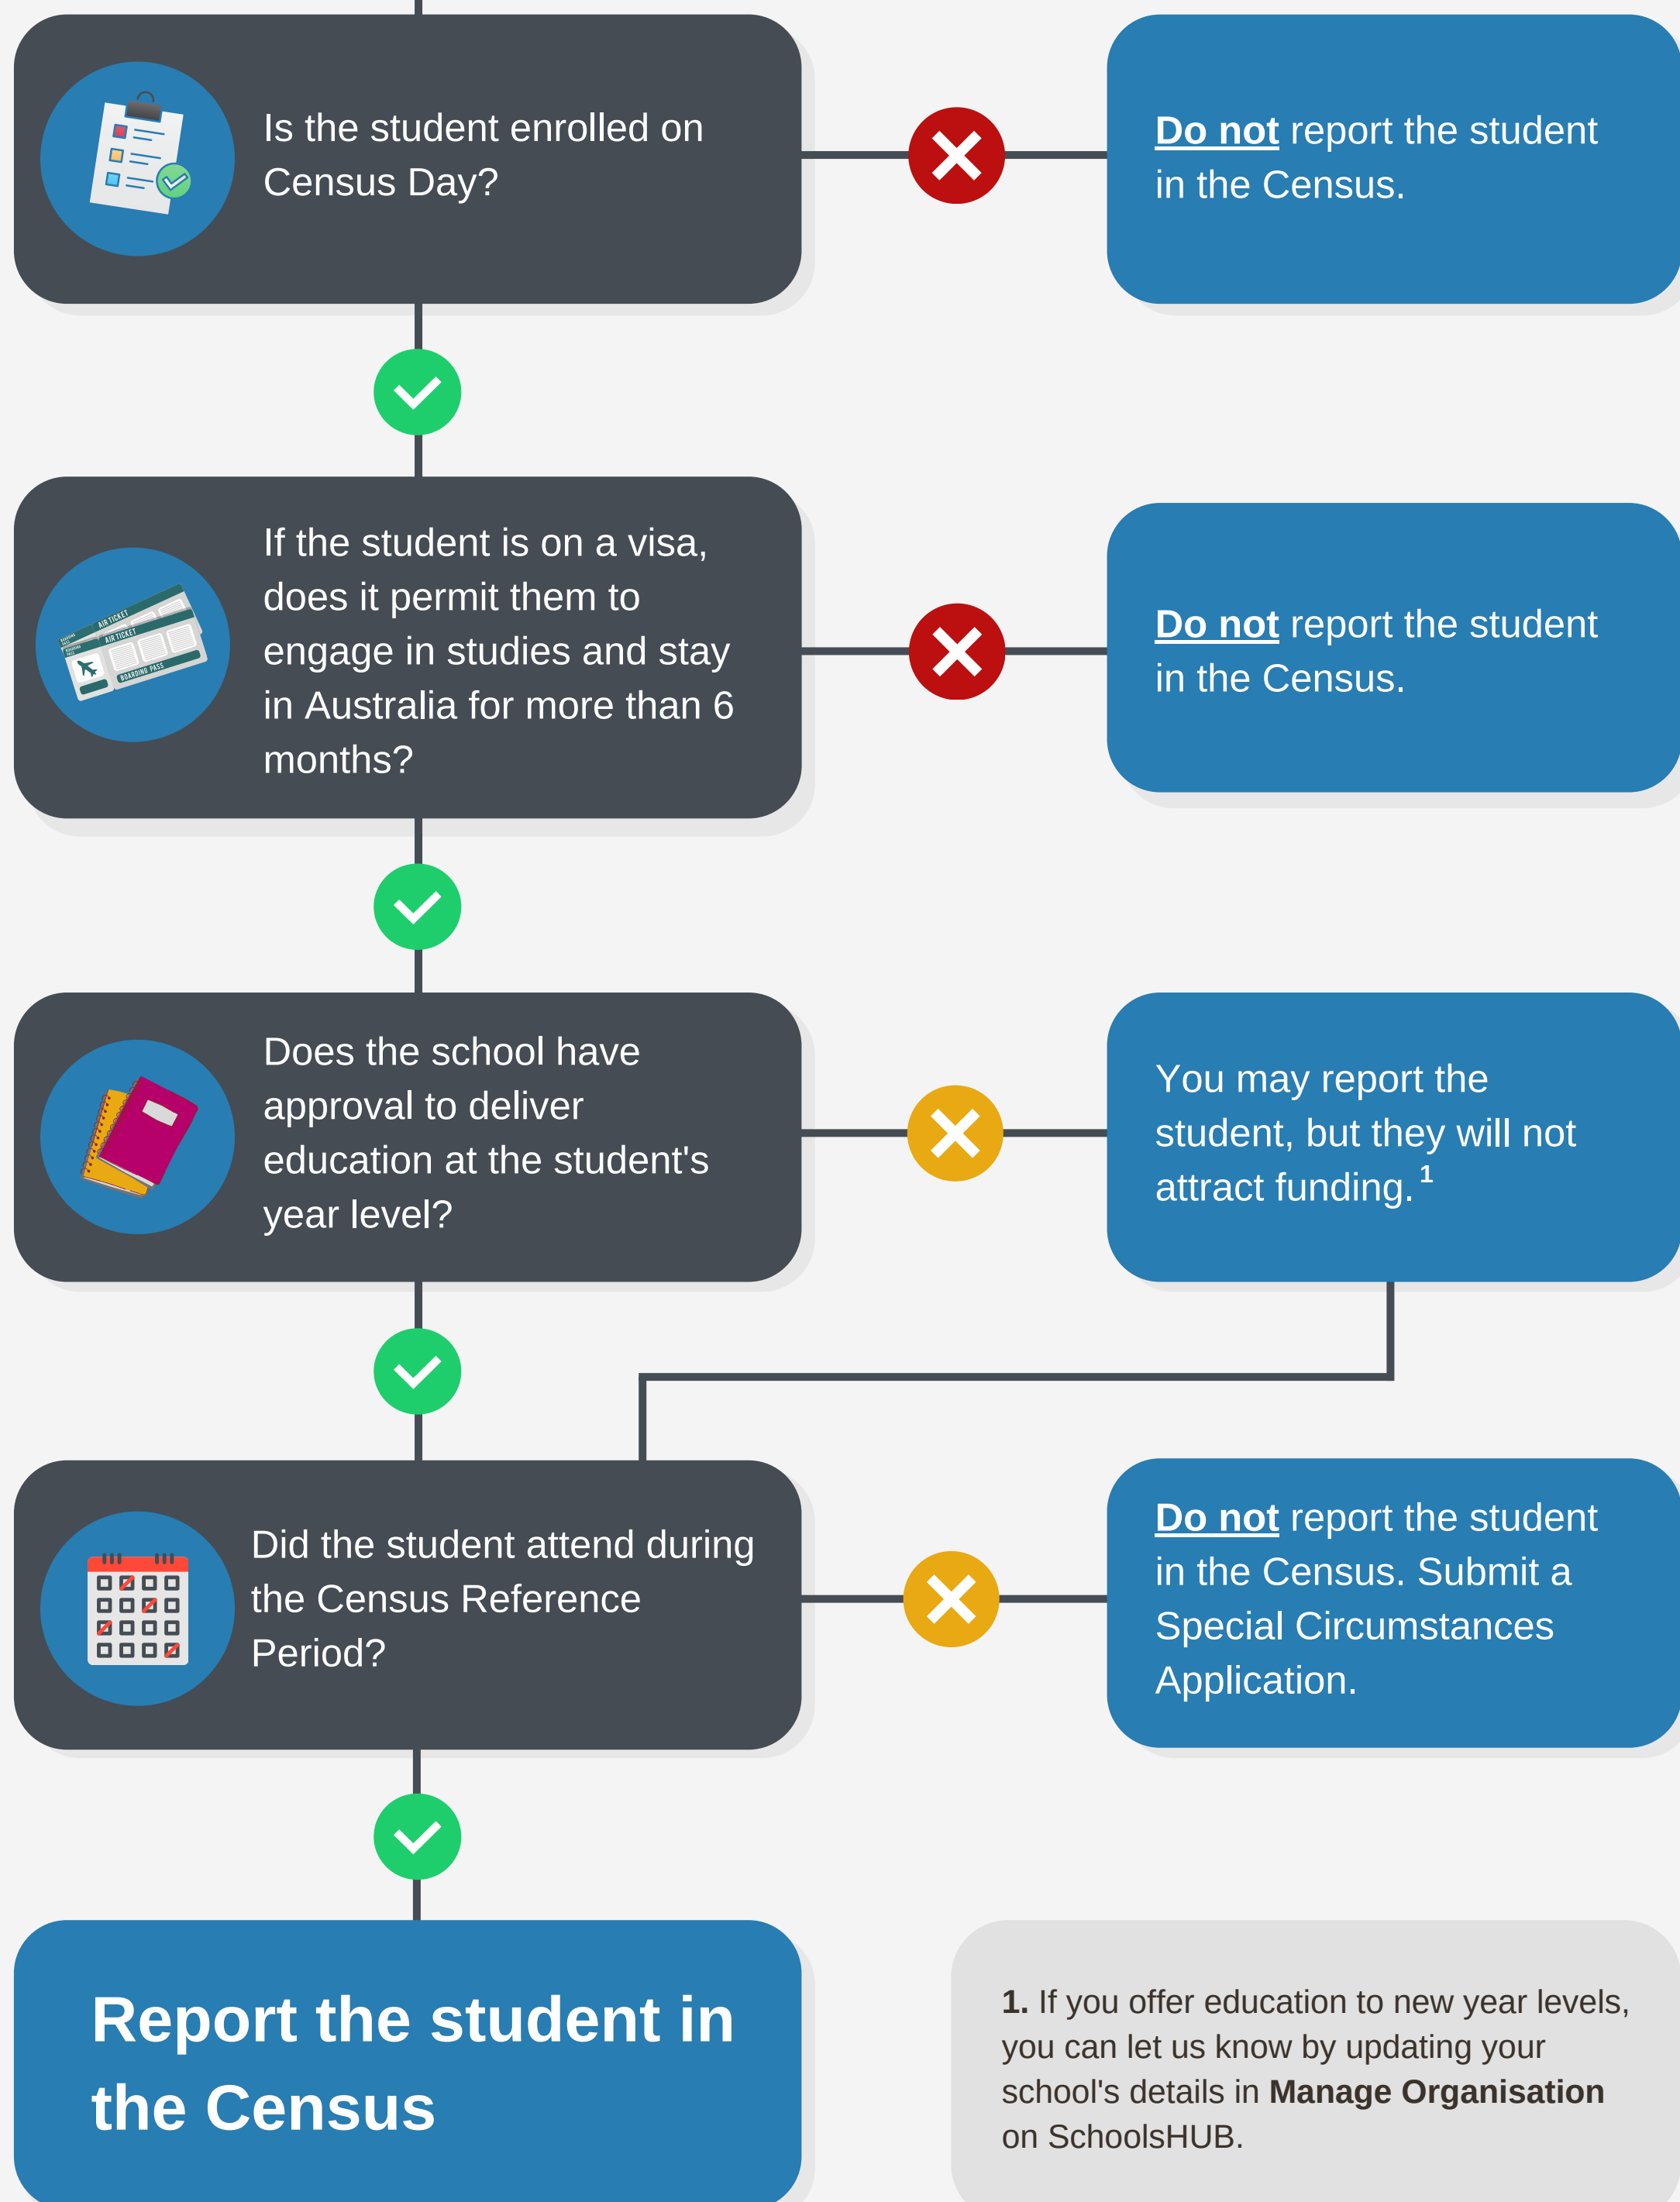 Is the student enrolled on
Census Day?
Do not report the student
in the Census.
If the student is on a visa,
does it permit them to
engage in studies and stay
in Australia for more than 6
months?
AIR TICKET
AIR TICKET
BOARDING PASS
Do not report the student
in the Census.
Does the school have
approval to deliver
education at the student's
year level?
You may report the
student, but they will not
attract funding.1
Did the student attend during
the Census Reference
Period?
Do not report the student
in the Census. Submit a
Special Circumstances
Application.
Report the student in
the Census
1. If you offer education to new year levels,
you can let us know by updating your
school's details in Manage Organisation
on SchoolsHUB.